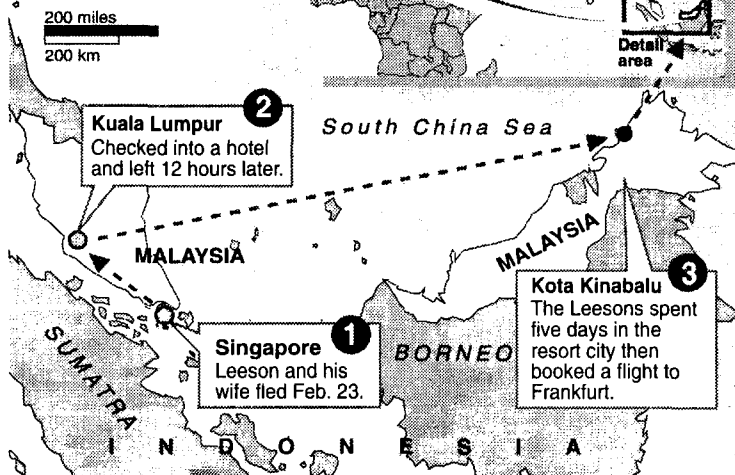 200 miles
200 km
Detail
area
2
Kuala Lumpur
Checked into a hotel
and left 12 hours later.
South China Sea
MALAYSIA
MALAYSIA
3
Kota Kinabalu
The Leesons spent
five days in the
resort city then
booked a flight to
Frankfurt.
1
Singapore
Leeson and his
wife fled Feb. 23.
BORNEO
SUMATRA
INDONESIA